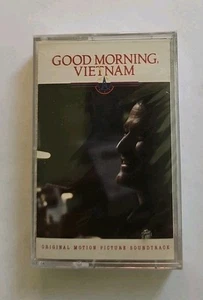 GOOD MORNING,
VIETNAM
ORIGINAL MOTION PICTURE SOUNDTRACK